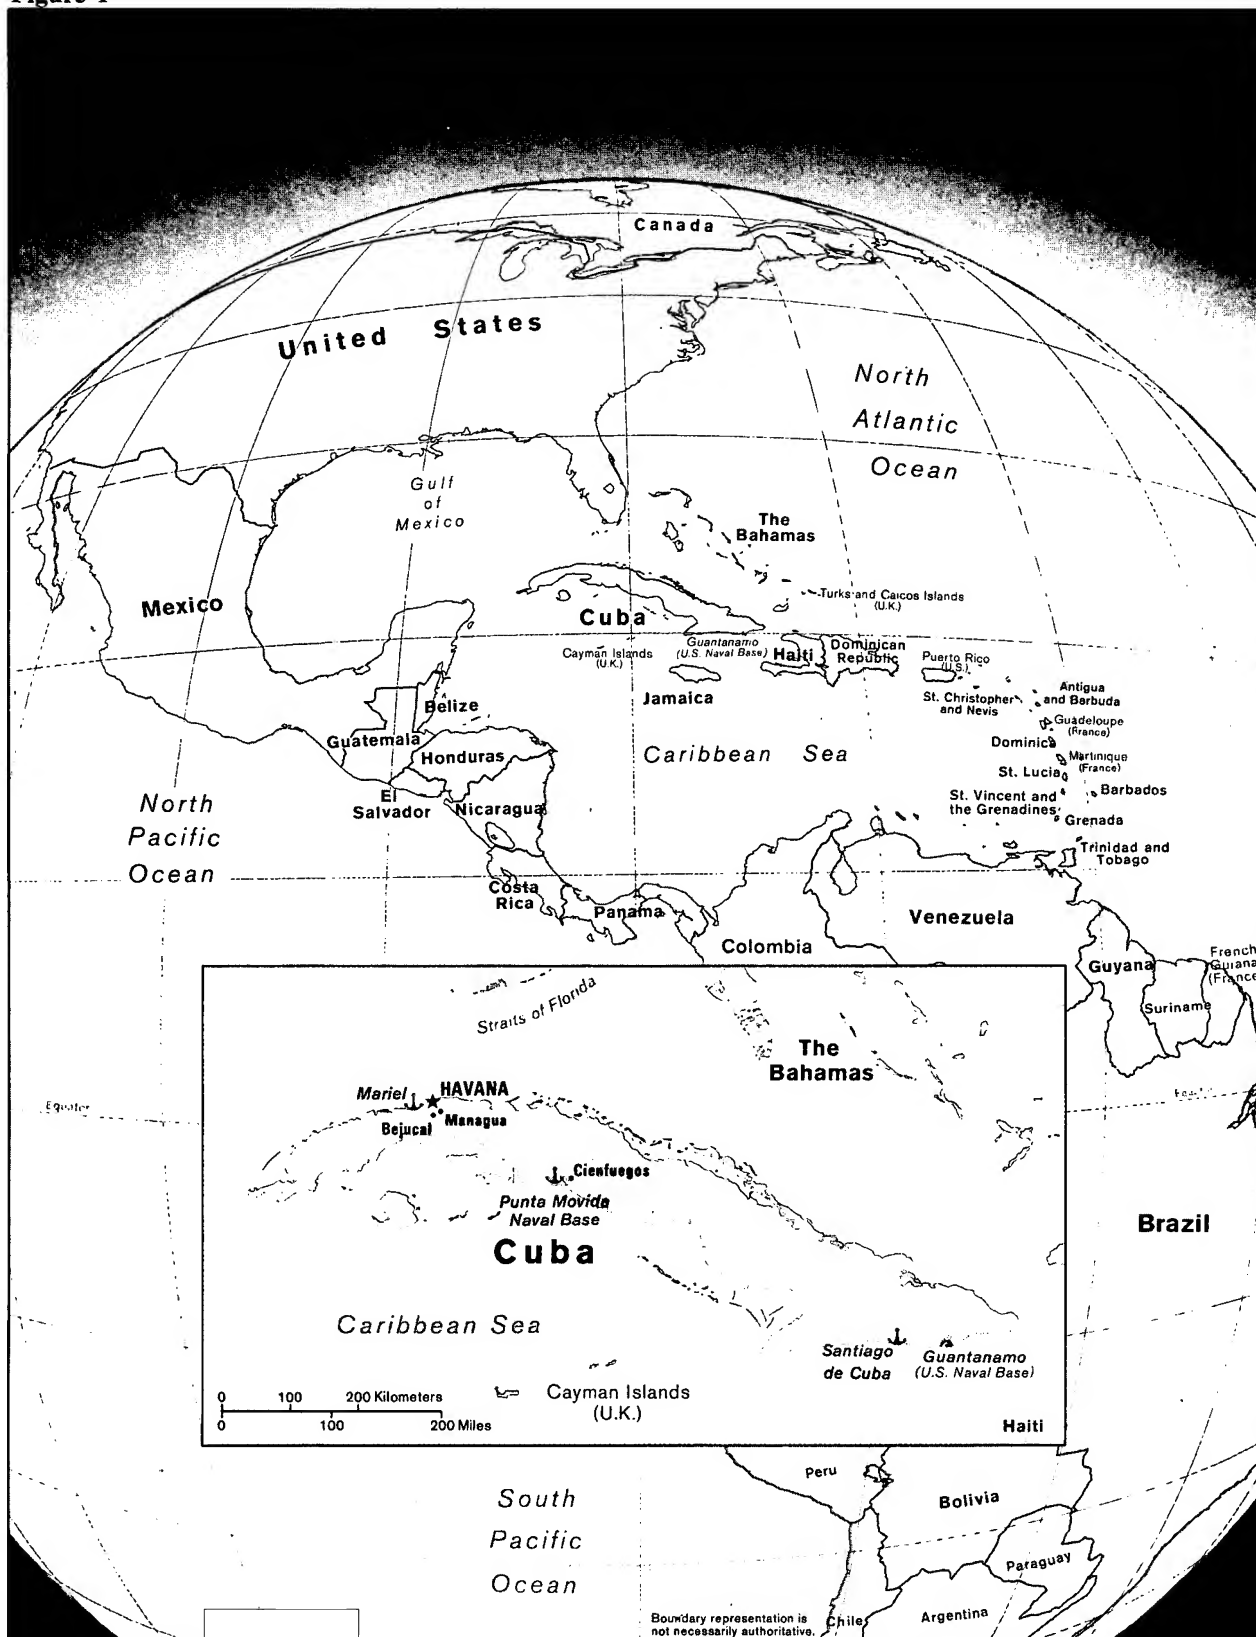 Figure 1
Canada
United States
North
Atlantic
Ocean
Gulf
of
Mexico
The
Bahamas
Mexico
Turks and Caicos Islands
(U.K.)
Cuba
Cayman Islands
(U.K.)
Guantanamo
(U.S. Naval Base)
Haiti
Dominican
Republic
Puerto Rico
(U.S.)
Jamaica
St. Christopher
and Nevis
Antigua
and Barbuda
Belize
Guadeloupe
(France)
Guatemala
Honduras
Caribbean Sea
Dominica
Martinique
(France)
St. Lucia
El
Salvador
Nicaragua
St. Vincent and
the Grenadines
Barbados
Grenada
North
Pacific
Ocean
Trinidad and
Tobago
Costa
Rica
Panama
Venezuela
Colombia
Guyana
French
Guiana
(France
Suriname
Straits of Florida
The
Bahamas
Equator
Mariel
HAVANA
Bejucal
Managua
Cienfuegos
Punta Movida
Naval Base
Cuba
Brazil
Caribbean Sea
Santiago
de Cuba
Guantanamo
(U.S. Naval Base)
0 100 200 Kilometers
0 100 200 Miles
Cayman Islands
(U.K.)
Haiti
Peru
Bolivia
South
Pacific
Ocean
Paraguay
Boundary representation is
not necessarily authoritative.
Chile
Argentina